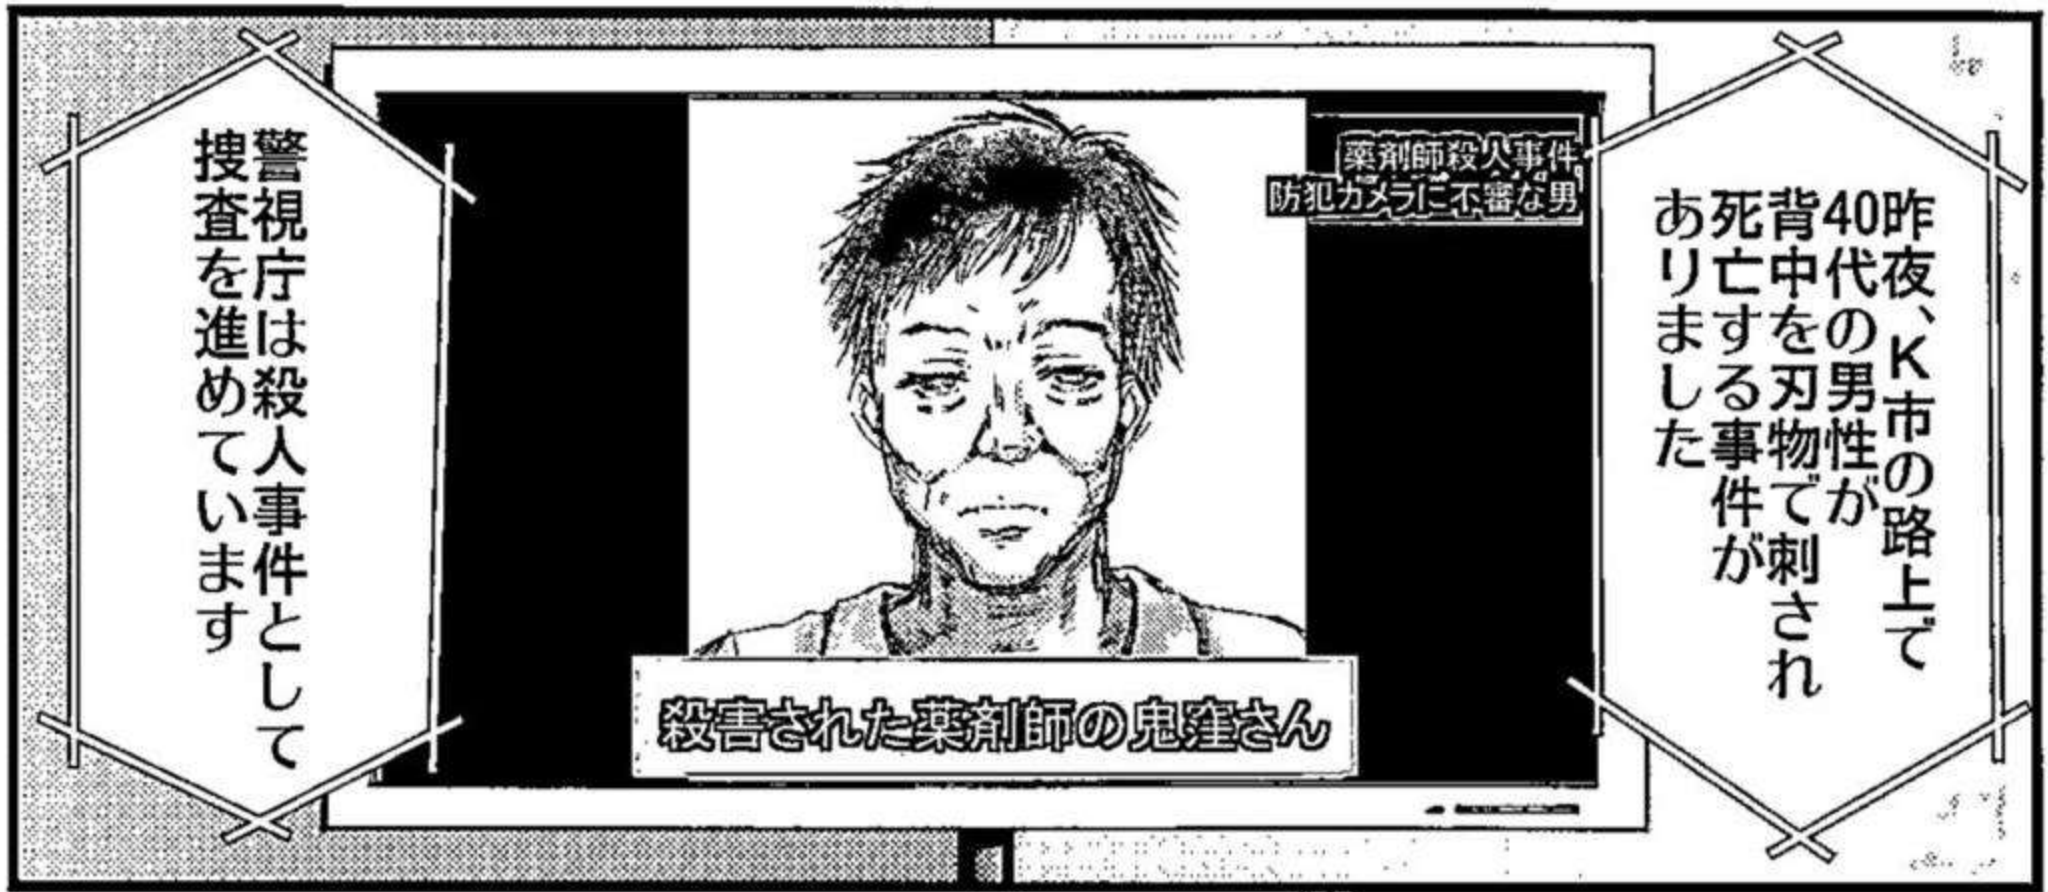 昨夜、K市の路上で
40代の男性が
背中を刃物で刺され
死亡する事件が
ありました
薬剤師殺人事件
防犯カメラに不審な男
殺害された薬剤師の鬼窪さん
警視庁は殺人事件として
捜査を進めています